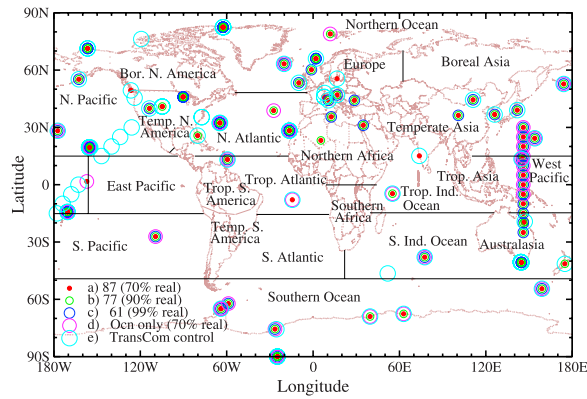 90N
60N
30N
0
30S
60S
90S
Latitude
Northern Ocean
Boreal Asia
Europe
Bor. N. America
N. Pacific
Temp. N.
America
N. Atlantic
Temperate Asia
Northern Africa
West
Pacific
East Pacific
Trop. S.
America
Trop. Atlantic
Trop. Ind.
Ocean
Trop. Asia
Southern
Africa
Temp. S.
America
S. Pacific
S. Atlantic
S. Ind. Ocean
Australasia
Southern Ocean
a) 87 (70% real)
b) 77 (90% real)
c) 61 (99% real)
d) Ocn only (70% real)
e) TransCom control
180W 120W 60W 0 60E 120E 180E
Longitude